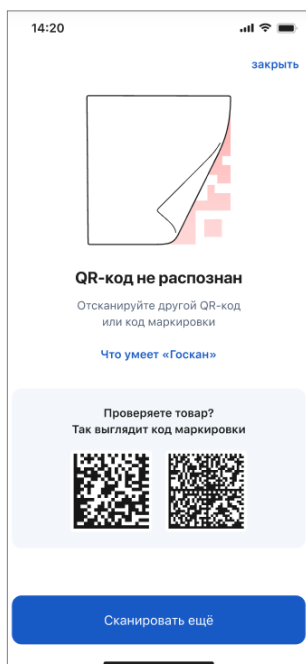 14:20
закрыть
QR-код не распознан
Отсканируйте другой QR-код
или код маркировки
Что умеет «Госкан»
Проверяете товар?
Так выглядит код маркировки
Сканировать ещё